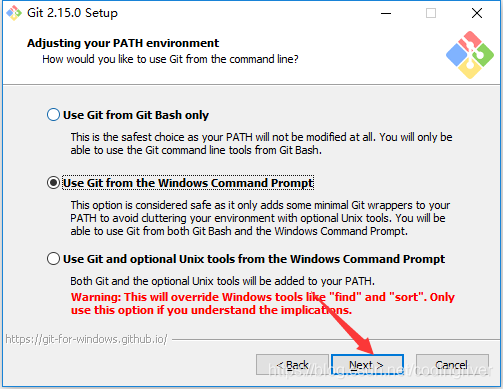 Git 2.15.0 Setup
Adjusting your PATH environment
How would you like to use Git from the command line?
Use Git from Git Bash only
This is the safest choice as your PATH will not be modified at all. You will only be
able to use the Git command line tools from Git Bash.
Use Git from the Windows Command Prompt
This option is considered safe as it only adds some minimal Git wrappers to your
PATH to avoid cluttering your environment with optional Unix tools. You will be
able to use Git from both Git Bash and the Windows Command Prompt.
Use Git and optional Unix tools from the Windows Command Prompt
Both Git and the optional Unix tools will be added to your PATH.
Warning: This will override Windows tools like "find" and "sort". Only
use this option if you understand the implications.
https://git-for-windows.github.io/
< Back
Next >
Cancel
https://blog.csdn.net/codingriver